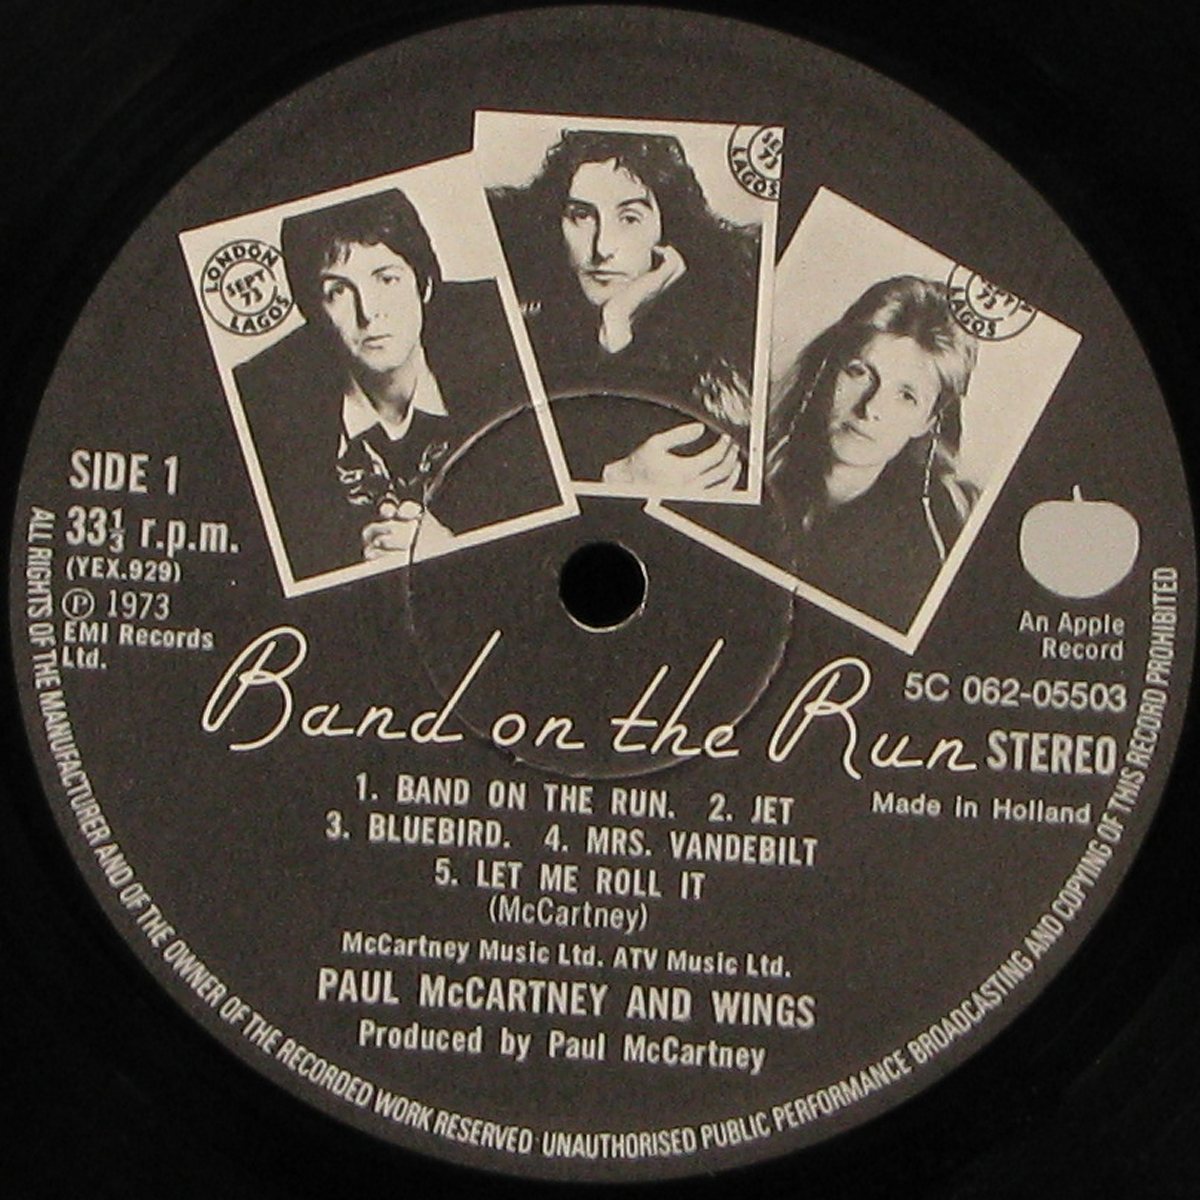 LONDON
SEPT
73
LAGOS
SE
73
LAGOS
73
LAGOS
SIDE 1
33⅓ r.p.m.
(YEX.929)
Ⓟ 1973
EMI Records
Ltd.
An Apple
Record
5C 062-05503
Band on the Run
STEREO
Made in Holland
1. BAND ON THE RUN. 2. JET
3. BLUEBIRD. 4. MRS. VANDEBILT
5. LET ME ROLL IT
(McCartney)
McCartney Music Ltd. ATV Music Ltd.
PAUL McCARTNEY AND WINGS
Produced by Paul McCartney
ALL RIGHTS OF THE MANUFACTURER AND OF THE OWNER OF THE RECORDED WORK RESERVED UNAUTHORISED PUBLIC PERFORMANCE BROADCASTING AND COPYING OF THIS RECORD PROHIBITED